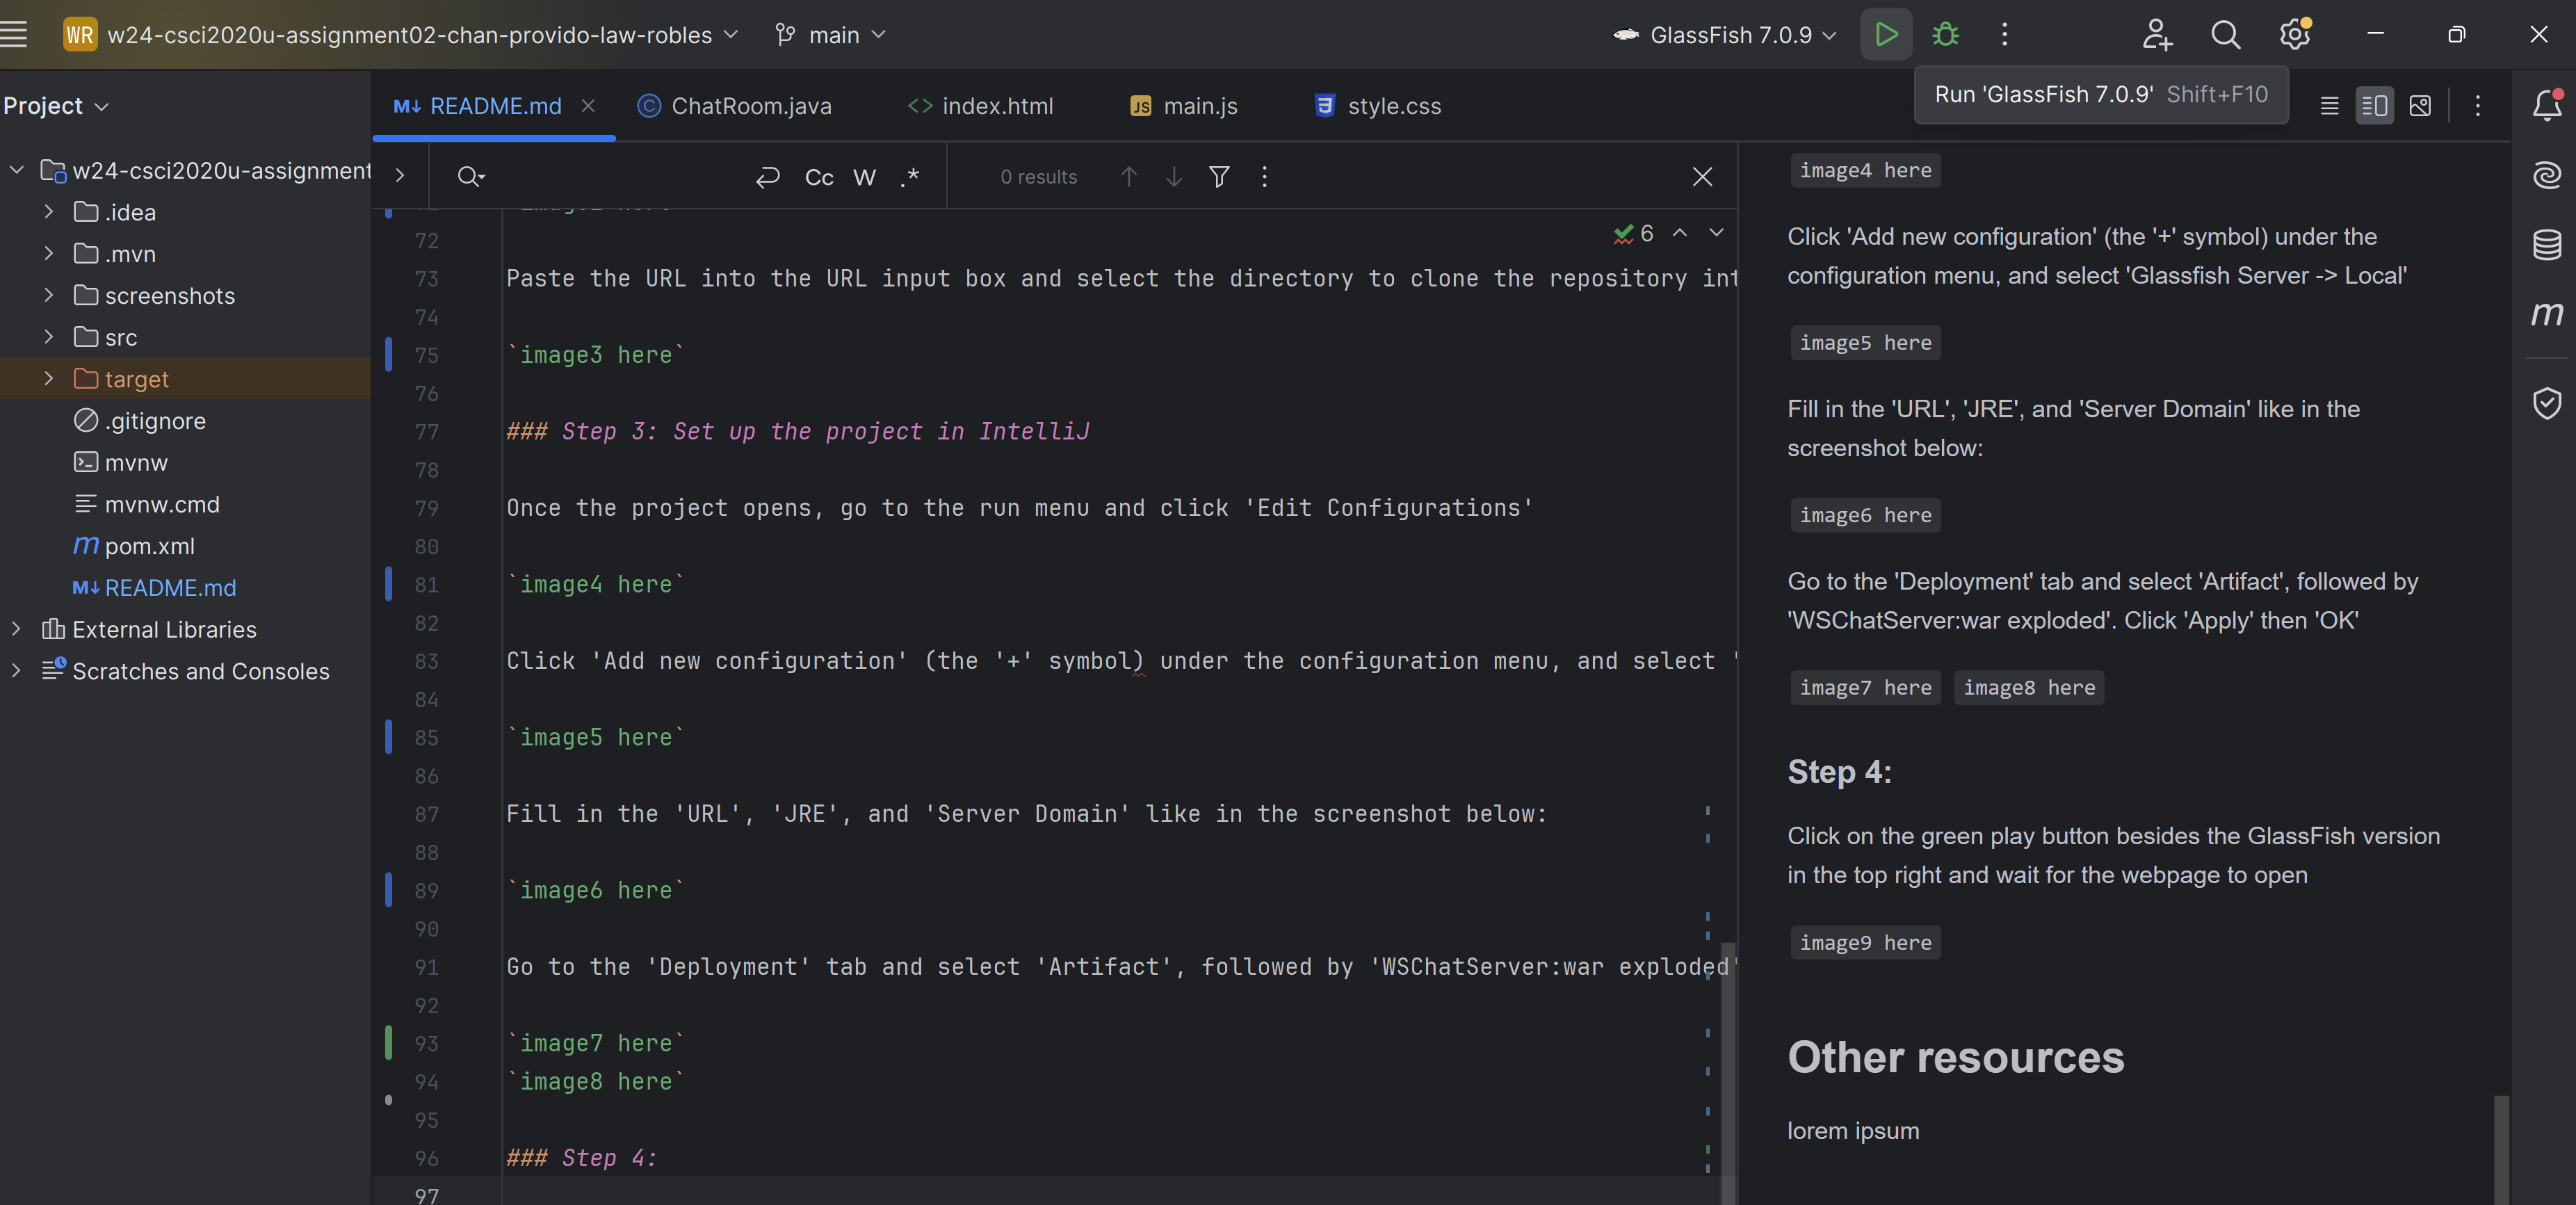 WR w24-csci2020u-assignment02-chan-provido-law-robles main GlassFish 7.0.9
Run 'GlassFish 7.0.9' Shift+F10
Project
README.md
ChatRoom.java
index.html
main.js
style.css
w24-csci2020u-assignment
.idea
.mvn
screenshots
src
target
.gitignore
mvnw
mvnw.cmd
pom.xml
README.md
External Libraries
Scratches and Consoles
Cc W .* 0 results
6
72
73 Paste the URL into the URL input box and select the directory to clone the repository int
74
75 `image3 here`
76
77 ### Step 3: Set up the project in IntelliJ
78
79 Once the project opens, go to the run menu and click 'Edit Configurations'
80
81 `image4 here`
82
83 Click 'Add new configuration' (the '+' symbol) under the configuration menu, and select '
84
85 `image5 here`
86
87 Fill in the 'URL', 'JRE', and 'Server Domain' like in the screenshot below:
88
89 `image6 here`
90
91 Go to the 'Deployment' tab and select 'Artifact', followed by 'WSChatServer:war exploded'
92
93 `image7 here`
94 `image8 here`
95
96 ### Step 4:
97
image4 here
Click 'Add new configuration' (the '+' symbol) under the
configuration menu, and select 'Glassfish Server -> Local'
image5 here
Fill in the 'URL', 'JRE', and 'Server Domain' like in the
screenshot below:
image6 here
Go to the 'Deployment' tab and select 'Artifact', followed by
'WSChatServer:war exploded'. Click 'Apply' then 'OK'
image7 here image8 here
Step 4:
Click on the green play button besides the GlassFish version
in the top right and wait for the webpage to open
image9 here
Other resources
lorem ipsum